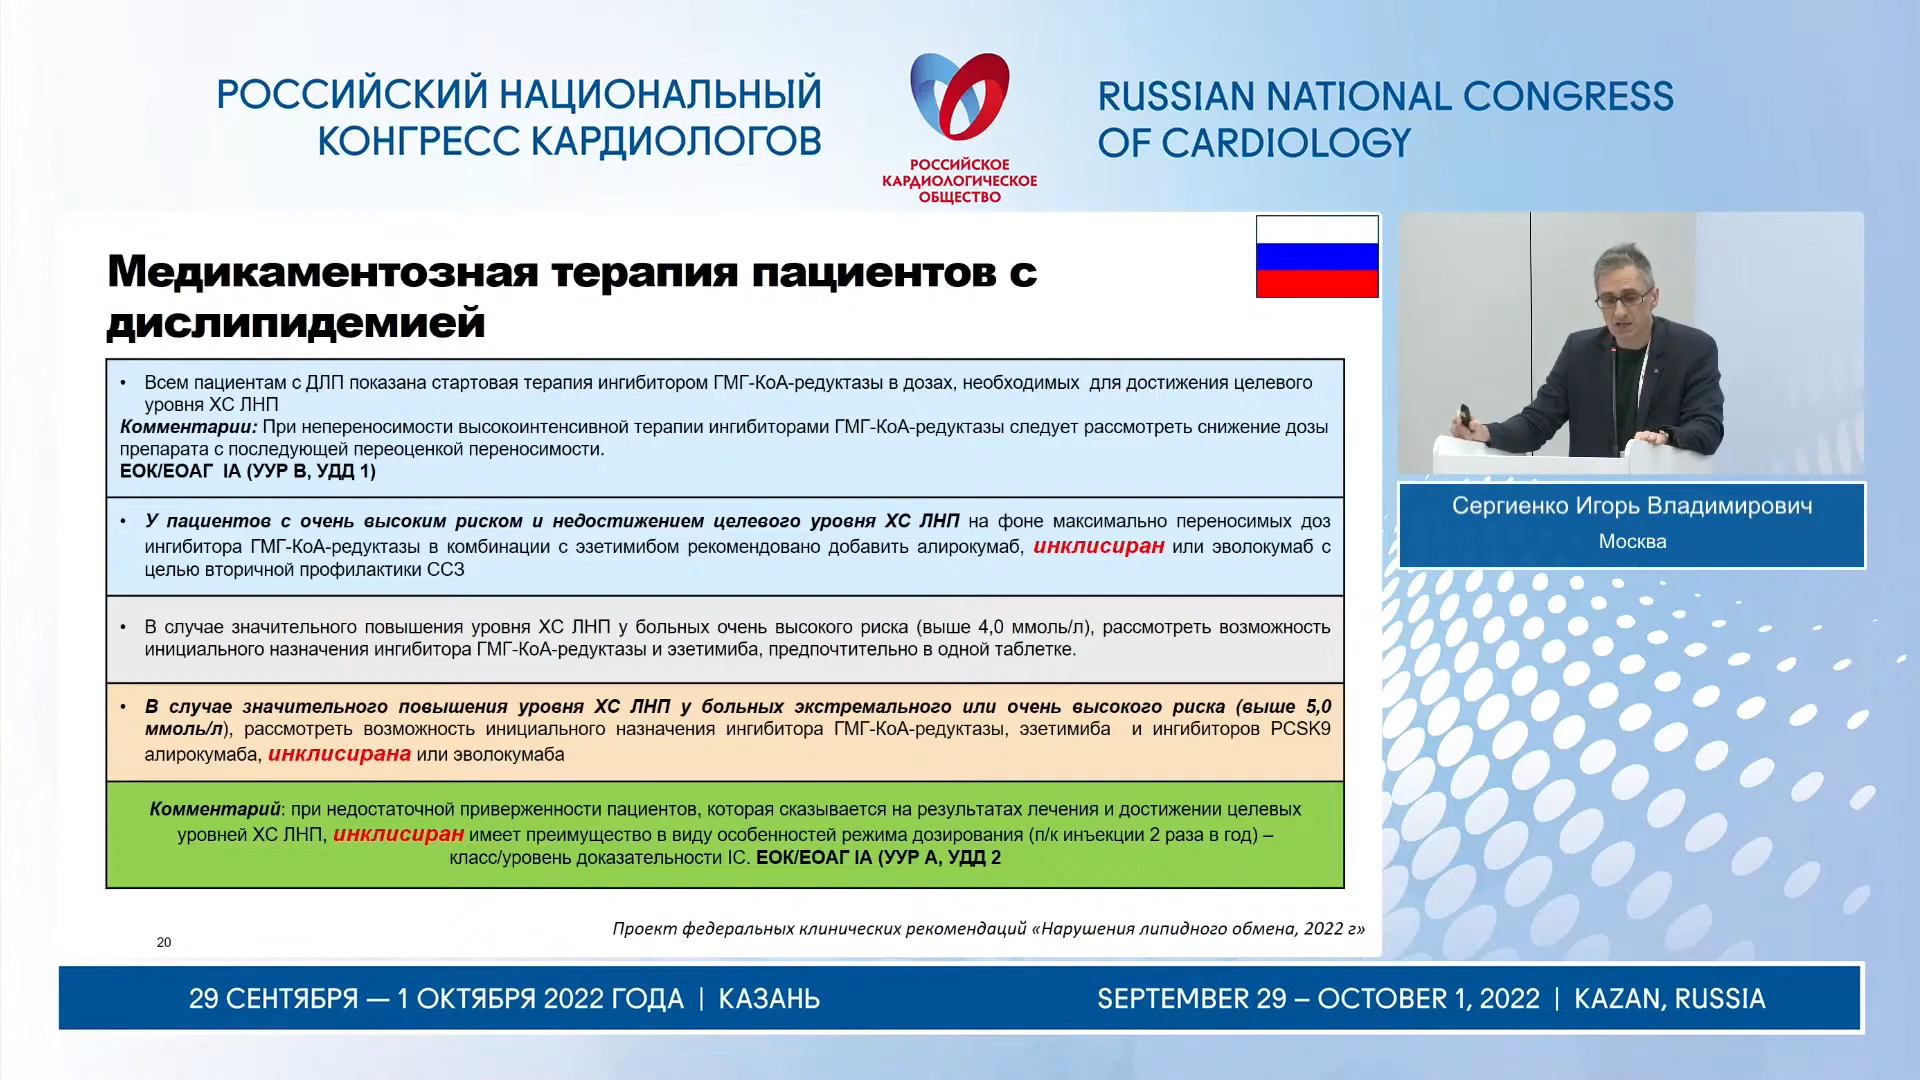 РОССИЙСКИЙ НАЦИОНАЛЬНЫЙ
КОНГРЕСС КАРДИОЛОГОВ
РОССИЙСКОЕ
КАРДИОЛОГИЧЕСКОЕ
ОБЩЕСТВО
RUSSIAN NATIONAL CONGRESS
OF CARDIOLOGY
Медикаментозная терапия пациентов с
дислипидемией
• Всем пациентам с ДЛП показана стартовая терапия ингибитором ГМГ-КоА-редуктазы в дозах, необходимых для достижения целевого
уровня ХС ЛНП
Комментарии: При непереносимости высокоинтенсивной терапии ингибиторами ГМГ-КоА-редуктазы следует рассмотреть снижение дозы
препарата с последующей переоценкой переносимости.
ЕОК/ЕОАГ IA (УУР В, УДД 1)
• У пациентов с очень высоким риском и недостижением целевого уровня ХС ЛНП на фоне максимально переносимых доз
ингибитора ГМГ-КоА-редуктазы в комбинации с эзетимибом рекомендовано добавить алирокумаб, инклисиран или эволокумаб с
целью вторичной профилактики ССЗ
• В случае значительного повышения уровня ХС ЛНП у больных очень высокого риска (выше 4,0 ммоль/л), рассмотреть возможность
инициального назначения ингибитора ГМГ-КоА-редуктазы и эзетимиба, предпочтительно в одной таблетке.
• В случае значительного повышения уровня ХС ЛНП у больных экстремального или очень высокого риска (выше 5,0
ммоль/л), рассмотреть возможность инициального назначения ингибитора ГМГ-КоА-редуктазы, эзетимиба и ингибиторов PCSK9
алирокумаба, инклисирана или эволокумаба
Комментарий: при недостаточной приверженности пациентов, которая сказывается на результатах лечения и достижении целевых
уровней ХС ЛНП, инклисиран имеет преимущество в виду особенностей режима дозирования (п/к инъекции 2 раза в год) –
класс/уровень доказательности IC. ЕОК/ЕОАГ IA (УУР А, УДД 2
Проект федеральных клинических рекомендаций «Нарушения липидного обмена, 2022 г»
20
Сергиенко Игорь Владимирович
Москва
29 СЕНТЯБРЯ — 1 ОКТЯБРЯ 2022 ГОДА | КАЗАНЬ
SEPTEMBER 29 – OCTOBER 1, 2022 | KAZAN, RUSSIA